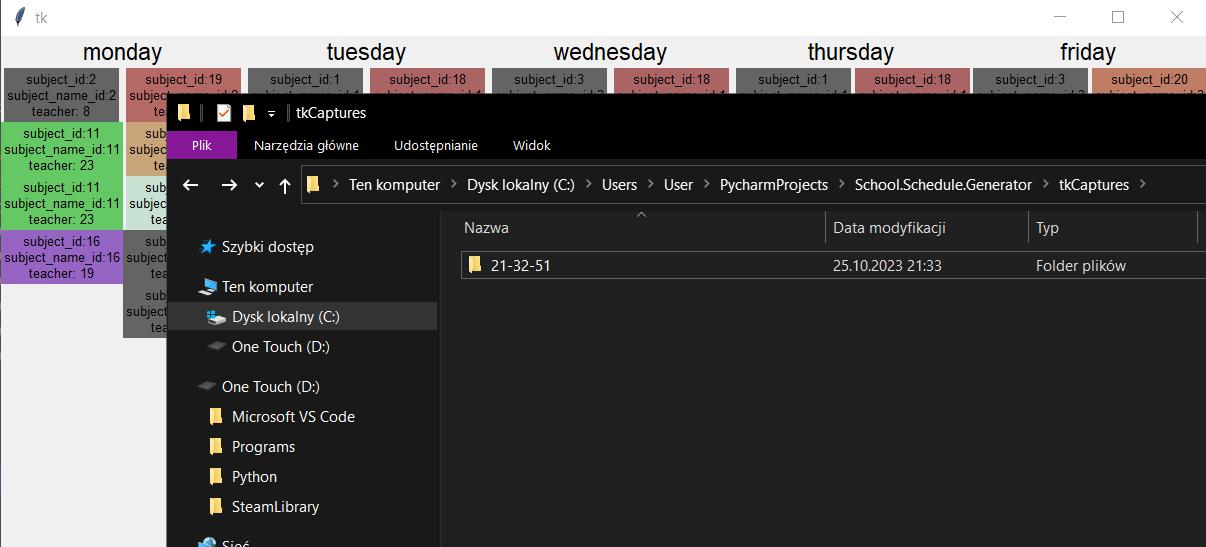 tk
monday tuesday wednesday thursday friday
subject_id:2 subject_id:19 subject_id:1 subject_id:18 subject_id:3 subject_id:18 subject_id:1 subject_id:18 subject_id:3 subject_id:20
subject_name_id:2
teacher: 8
subject_id:11
subject_name_id:11
teacher: 23
subject_id:11
subject_name_id:11
teacher: 23
subject_id:16
subject_name_id:16
teacher: 19
tkCaptures
Plik Narzędzia główne Udostępnianie Widok
Ten komputer Dysk lokalny (C:) Users User PycharmProjects School.Schedule.Generator tkCaptures
Nazwa Data modyfikacji Typ
21-32-51 25.10.2023 21:33 Folder plików
Szybki dostęp
Ten komputer
Dysk lokalny (C:)
One Touch (D:)
One Touch (D:)
Microsoft VS Code
Programs
Python
SteamLibrary
Sieć